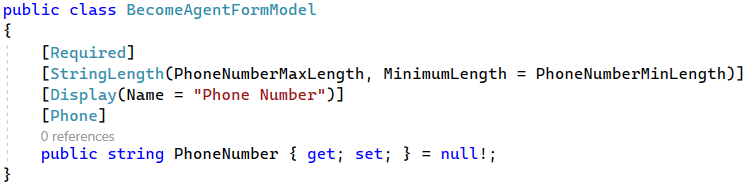 public class BecomeAgentFormModel
{
[Required]
[StringLength(PhoneNumberMaxLength, MinimumLength = PhoneNumberMinLength)]
[Display(Name = "Phone Number")]
[Phone]
0 references
public string PhoneNumber { get; set; } = null!;
}